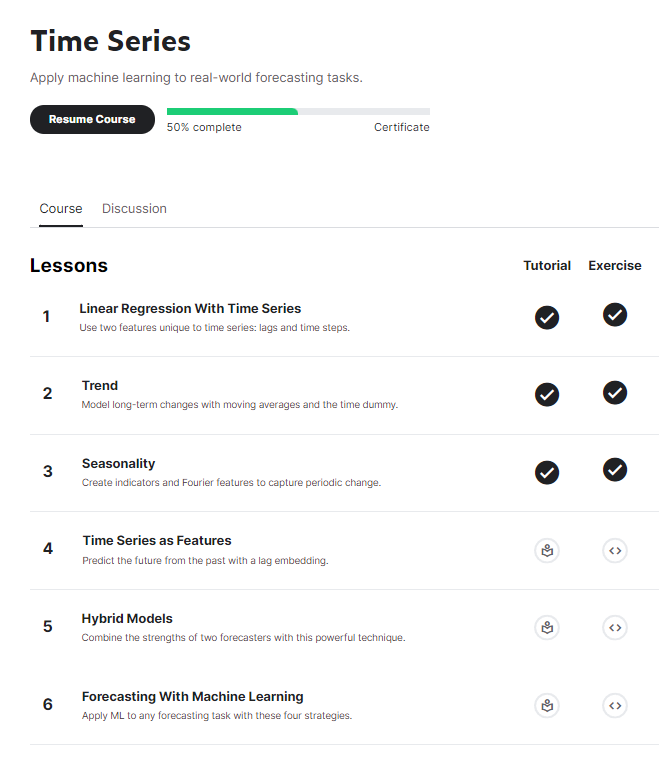 Time Series
Apply machine learning to real-world forecasting tasks.
Resume Course
50% complete Certificate
Course Discussion
Lessons Tutorial Exercise
1 Linear Regression With Time Series
Use two features unique to time series: lags and time steps.
2 Trend
Model long-term changes with moving averages and the time dummy.
3 Seasonality
Create indicators and Fourier features to capture periodic change.
4 Time Series as Features
Predict the future from the past with a lag embedding.
5 Hybrid Models
Combine the strengths of two forecasters with this powerful technique.
6 Forecasting With Machine Learning
Apply ML to any forecasting task with these four strategies.